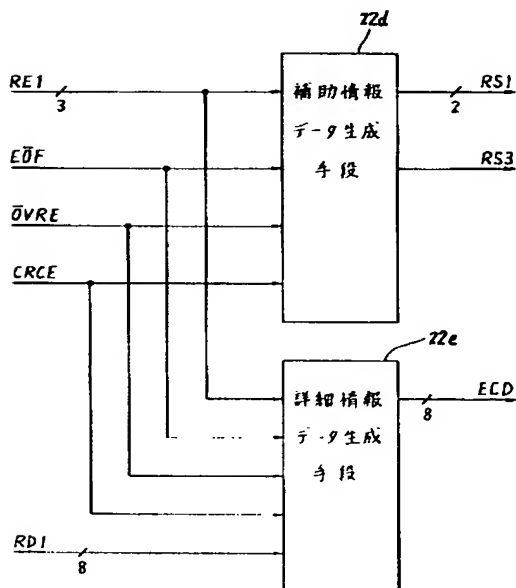 22d
RE1
3
補助情報
データ生成
手段
2
RS1
EOF
RS3
OVRE
CRCE
22e
詳細情報
データ生成
手段
8
ECD
RD1
8